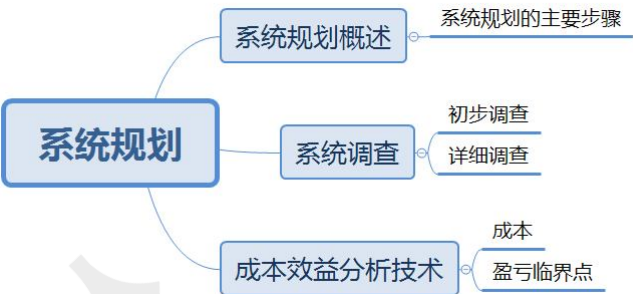 系统规划
系统规划概述
系统规划的主要步骤
系统调查
初步调查
详细调查
成本效益分析技术
成本
盈亏临界点